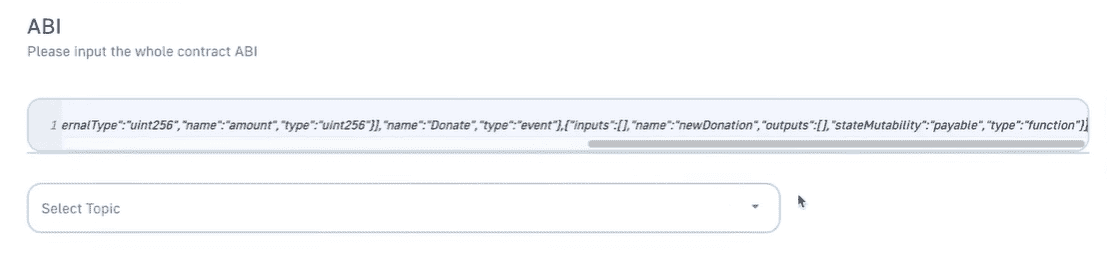 ABI
Please input the whole contract ABI
1 ernalType":"uint256","name":"amount","type":"uint256"}],"name":"Donate","type":"event"},{"inputs":[],"name":"newDonation","outputs":[],"stateMutability":"payable","type":"function"}]
Select Topic